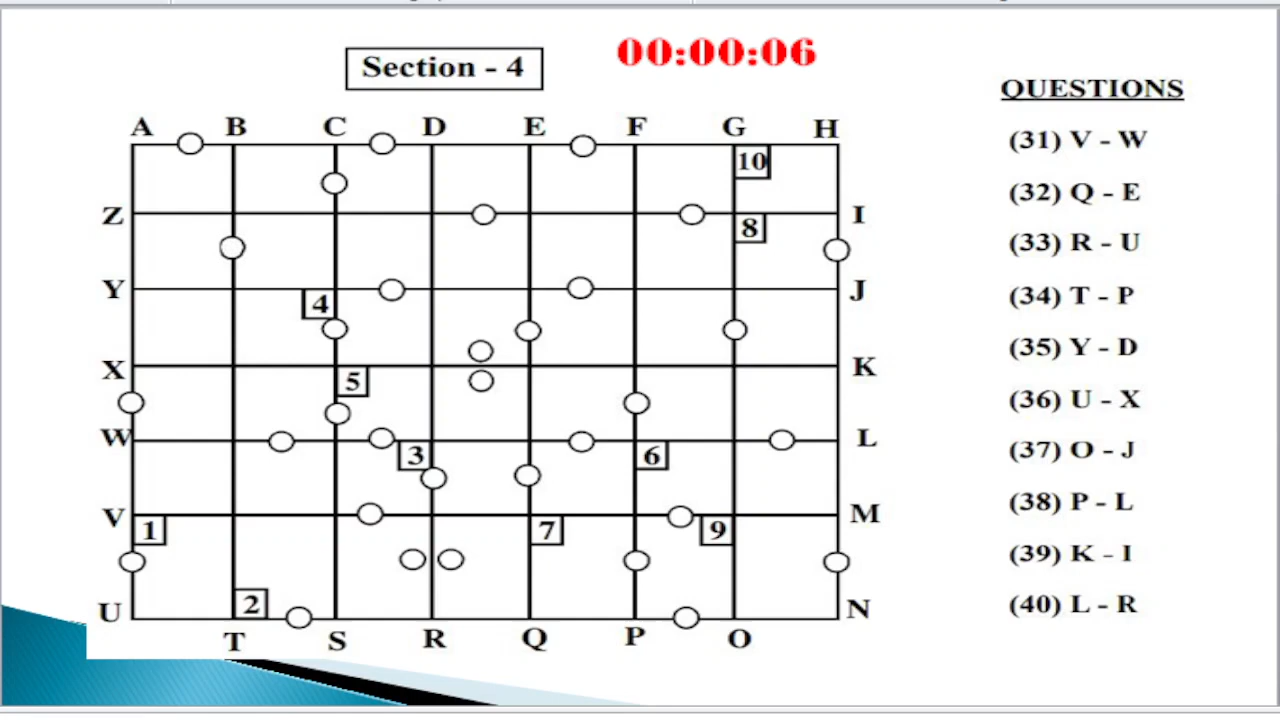 Section - 4
00:00:06
QUESTIONS
A B C D E F G H
10
Z I
8
Y J
4
X K
5
W L
3 6
V M
1 7 9
2
U N
T S R Q P O
(31) V - W
(32) Q - E
(33) R - U
(34) T - P
(35) Y - D
(36) U - X
(37) O - J
(38) P - L
(39) K - I
(40) L - R